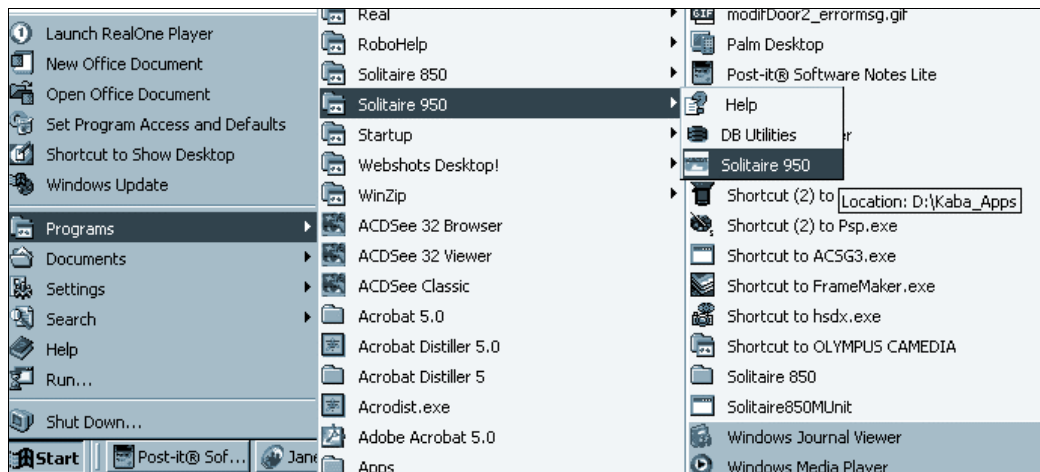 Launch RealOne Player
New Office Document
Open Office Document
Set Program Access and Defaults
Shortcut to Show Desktop
Windows Update
Programs
Documents
Settings
Search
Help
Run...
Shut Down...
Start
Post-it® Sof...
Jane
Real
RoboHelp
Solitaire 850
Solitaire 950
Startup
Webshots Desktop!
WinZip
ACDSee 32 Browser
ACDSee 32 Viewer
ACDSee Classic
Acrobat 5.0
Acrobat Distiller 5.0
Acrobat Distiller 5
Acrodist.exe
Adobe Acrobat 5.0
Apps
GIF
modifDoor2_errormsg.gif
Palm Desktop
Post-it® Software Notes Lite
Help
DB Utilities
Solitaire 950
Shortcut (2) to
Location: D:\Kaba_Apps
Shortcut (2) to Psp.exe
Shortcut to ACSG3.exe
Shortcut to FrameMaker.exe
Shortcut to hsdx.exe
Shortcut to OLYMPUS CAMEDIA
Solitaire 850
Solitaire850MUnit
Windows Journal Viewer
Windows Media Player